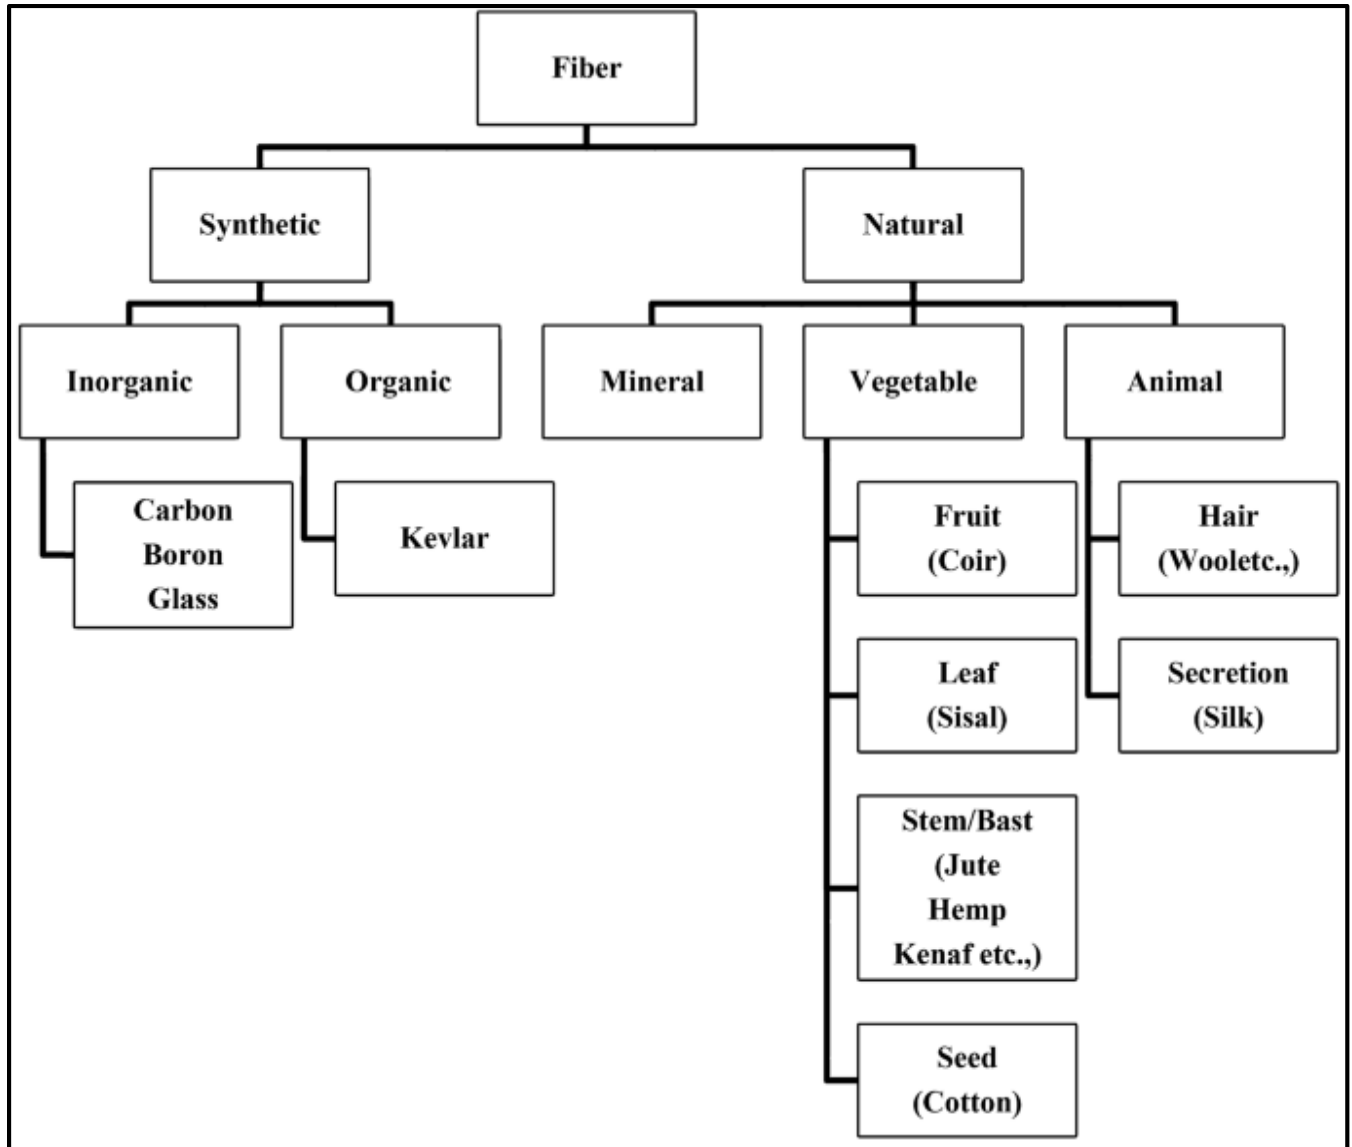 Fiber
Synthetic
Natural
Inorganic
Organic
Mineral
Vegetable
Animal
Carbon
Boron
Glass
Kevlar
Fruit
(Coir)
Hair
(Wooletc.,)
Leaf
(Sisal)
Secretion
(Silk)
Stem/Bast
(Jute
Hemp
Kenaf etc.,)
Seed
(Cotton)